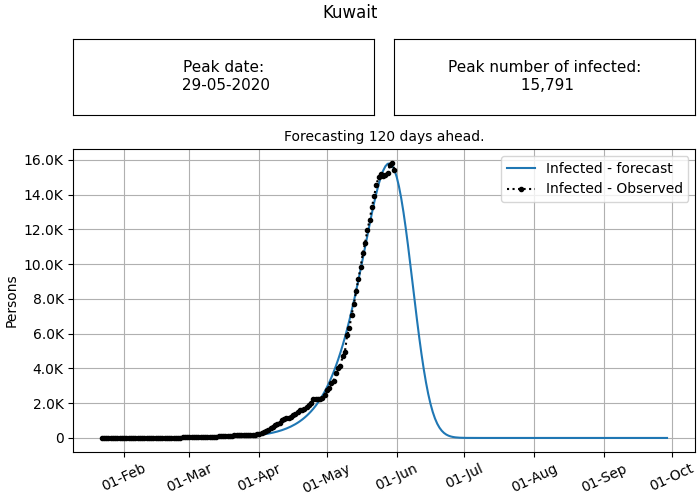 Kuwait
Peak date:
29-05-2020
Peak number of infected:
15,791
Forecasting 120 days ahead.
Infected - forecast
Infected - Observed
16.0K
14.0K
12.0K
10.0K
8.0K
6.0K
4.0K
2.0K
0
Persons
01-Feb
01-Mar
01-Apr
01-May
01-Jun
01-Jul
01-Aug
01-Sep
01-Oct